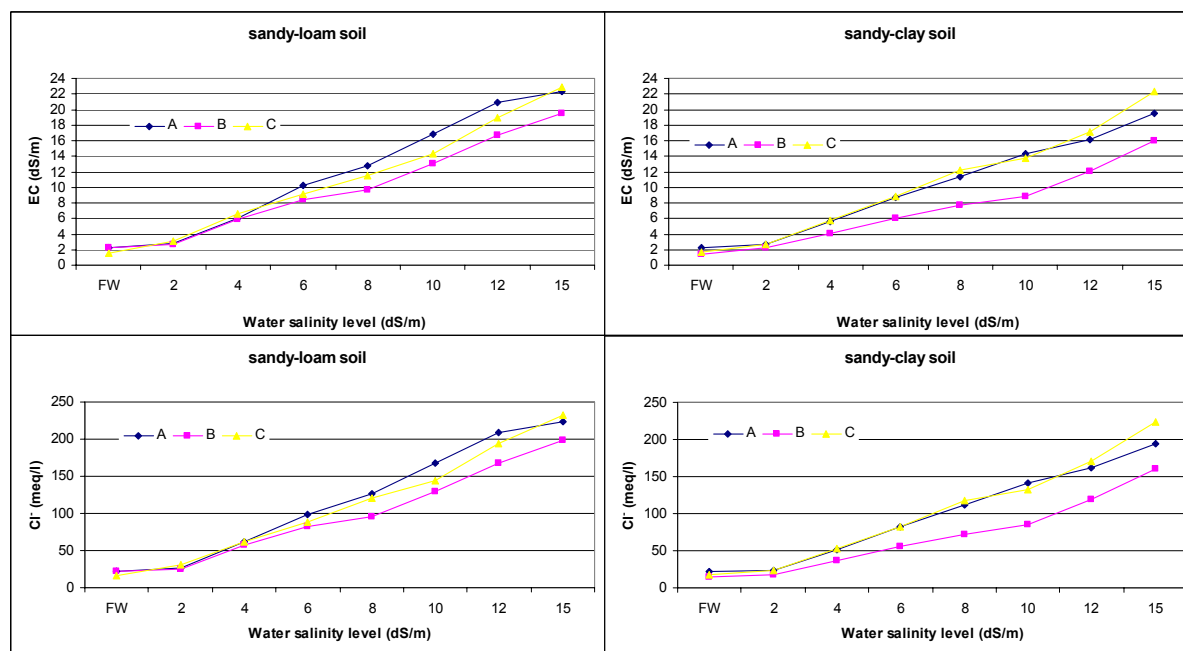 sandy-loam soil
EC (dS/m)
24
22
20
18
16
14
12
10
8
6
4
2
0
A B C
FW 2 4 6 8 10 12 15
Water salinity level (dS/m)
sandy-clay soil
EC (dS/m)
24
22
20
18
16
14
12
10
8
6
4
2
0
A B C
FW 2 4 6 8 10 12 15
Water salinity level (dS/m)
sandy-loam soil
Cl⁻ (meq/l)
250
200
150
100
50
0
A B C
FW 2 4 6 8 10 12 15
Water salinity level (dS/m)
sandy-clay soil
Cl⁻ (meq/l)
250
200
150
100
50
0
A B C
FW 2 4 6 8 10 12 15
Water salinity level (dS/m)